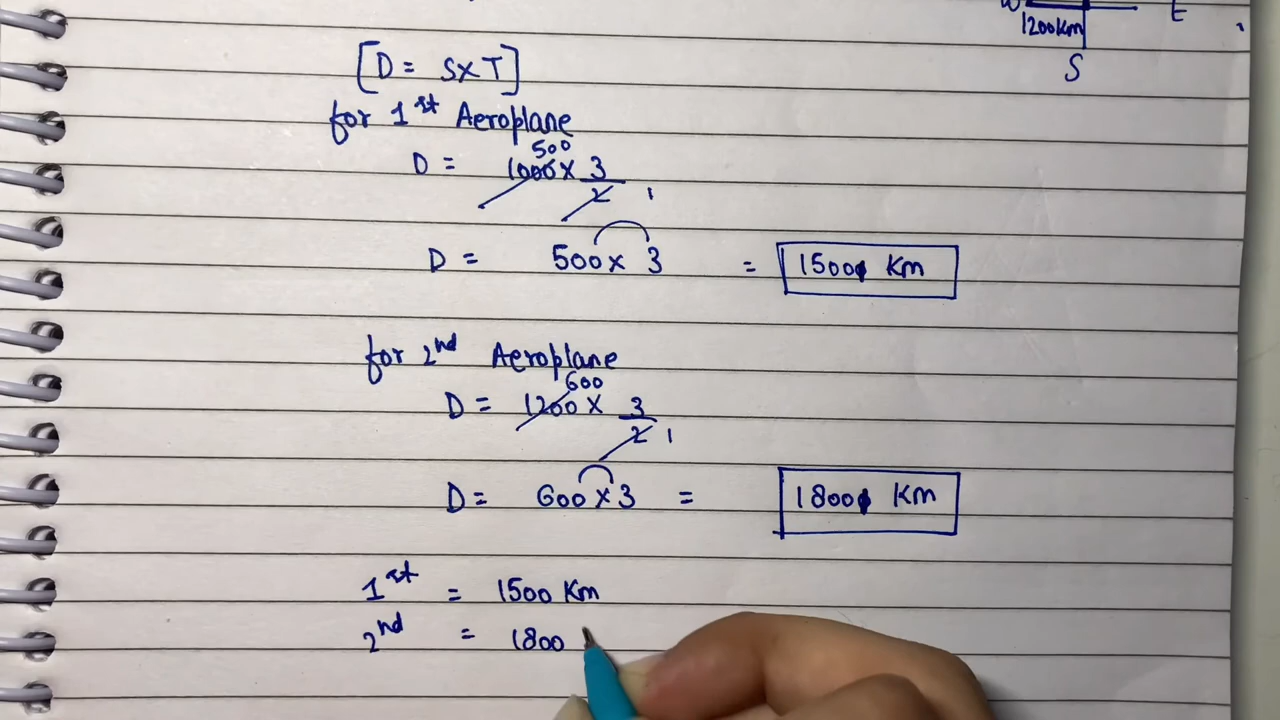 W E
1200km
S
[D = S×T]
for 1st Aeroplane
500
D = 1000 × 3
2 1
D = 500 × 3 = 1500 Km
for 2nd Aeroplane
600
D = 1200 × 3
2 1
D = 600 × 3 = 1800 Km
1st = 1500 Km
2nd = 1800